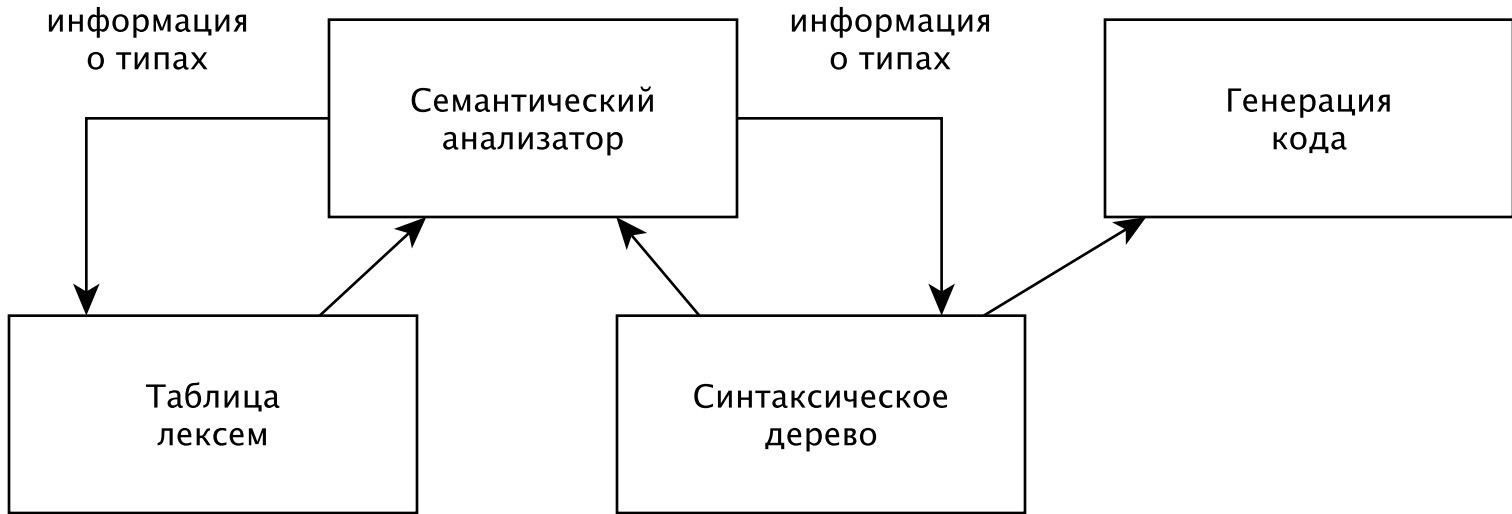 информация
о типах
Семантический
анализатор
информация
о типах
Генерация
кода
Таблица
лексем
Синтаксическое
дерево